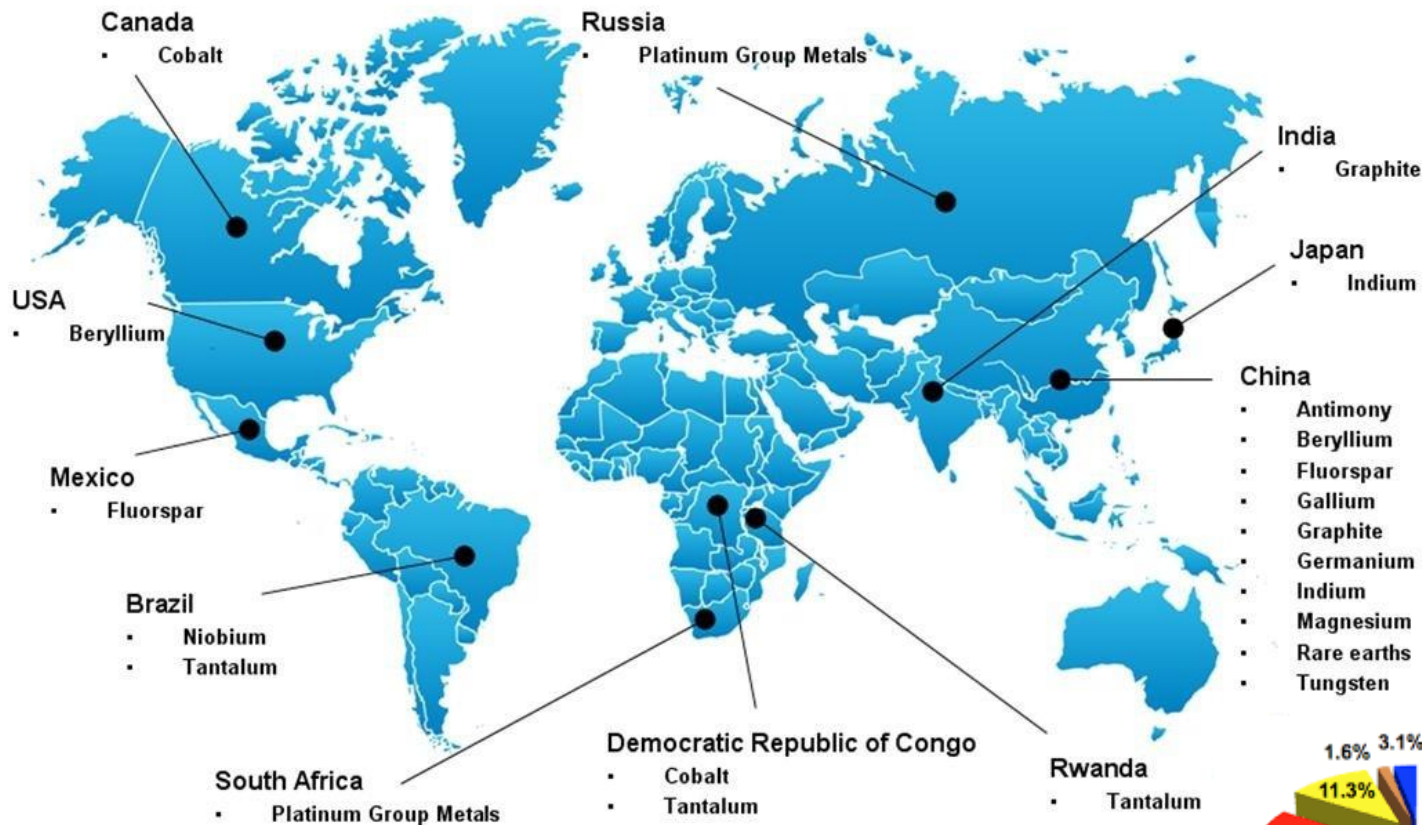 Canada
▪ Cobalt
Russia
▪ Platinum Group Metals
India
▪ Graphite
Japan
▪ Indium
USA
▪ Beryllium
China
▪ Antimony
▪ Beryllium
▪ Fluorspar
▪ Gallium
▪ Graphite
▪ Germanium
▪ Indium
▪ Magnesium
▪ Rare earths
▪ Tungsten
Mexico
▪ Fluorspar
Brazil
▪ Niobium
▪ Tantalum
South Africa
▪ Platinum Group Metals
Democratic Republic of Congo
▪ Cobalt
▪ Tantalum
Rwanda
▪ Tantalum
1.6% 3.1%
11.3%